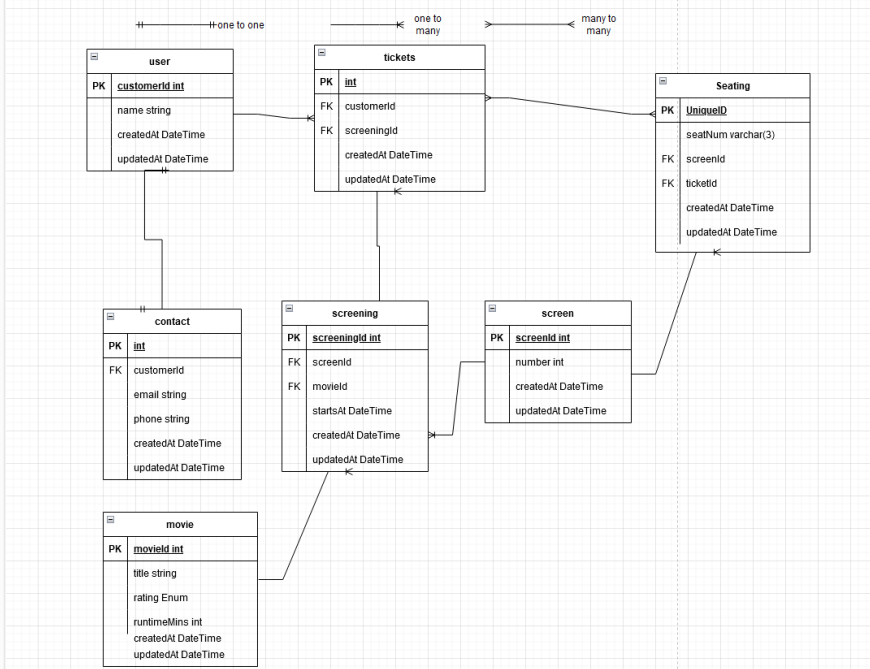 one to one
one to
many
many to
many
user
PK customerId int
name string
createdAt DateTime
updatedAt DateTime
tickets
PK int
FK customerId
FK screeningId
createdAt DateTime
updatedAt DateTime
Seating
PK UniqueID
seatNum varchar(3)
FK screenId
FK ticketId
createdAt DateTime
updatedAt DateTime
contact
PK int
FK customerId
email string
phone string
createdAt DateTime
updatedAt DateTime
screening
PK screeningId int
FK screenId
FK movieId
startsAt DateTime
createdAt DateTime
updatedAt DateTime
screen
PK screenId int
number int
createdAt DateTime
updatedAt DateTime
movie
PK movieId int
title string
rating Enum
runtimeMins int
createdAt DateTime
updatedAt DateTime